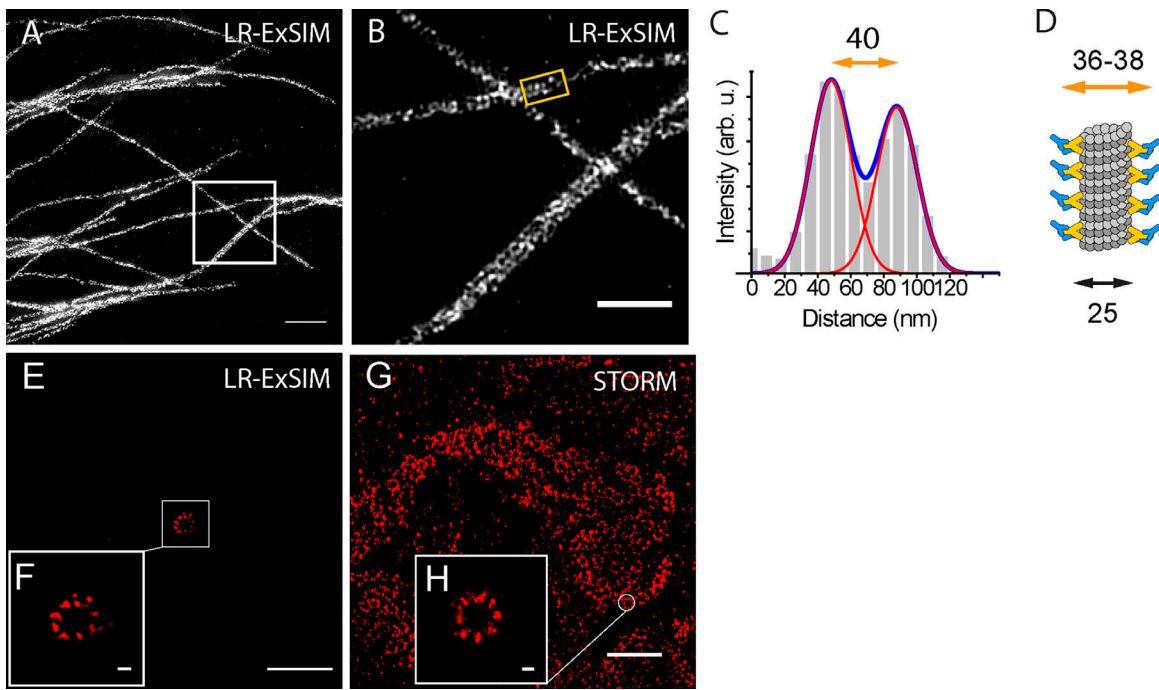 A
LR-ExSIM
B
LR-ExSIM
C
40
Intensity (arb. u.)
0 20 40 60 80 100 120
Distance (nm)
D
36-38
25
E
LR-ExSIM
F
G
STORM
H